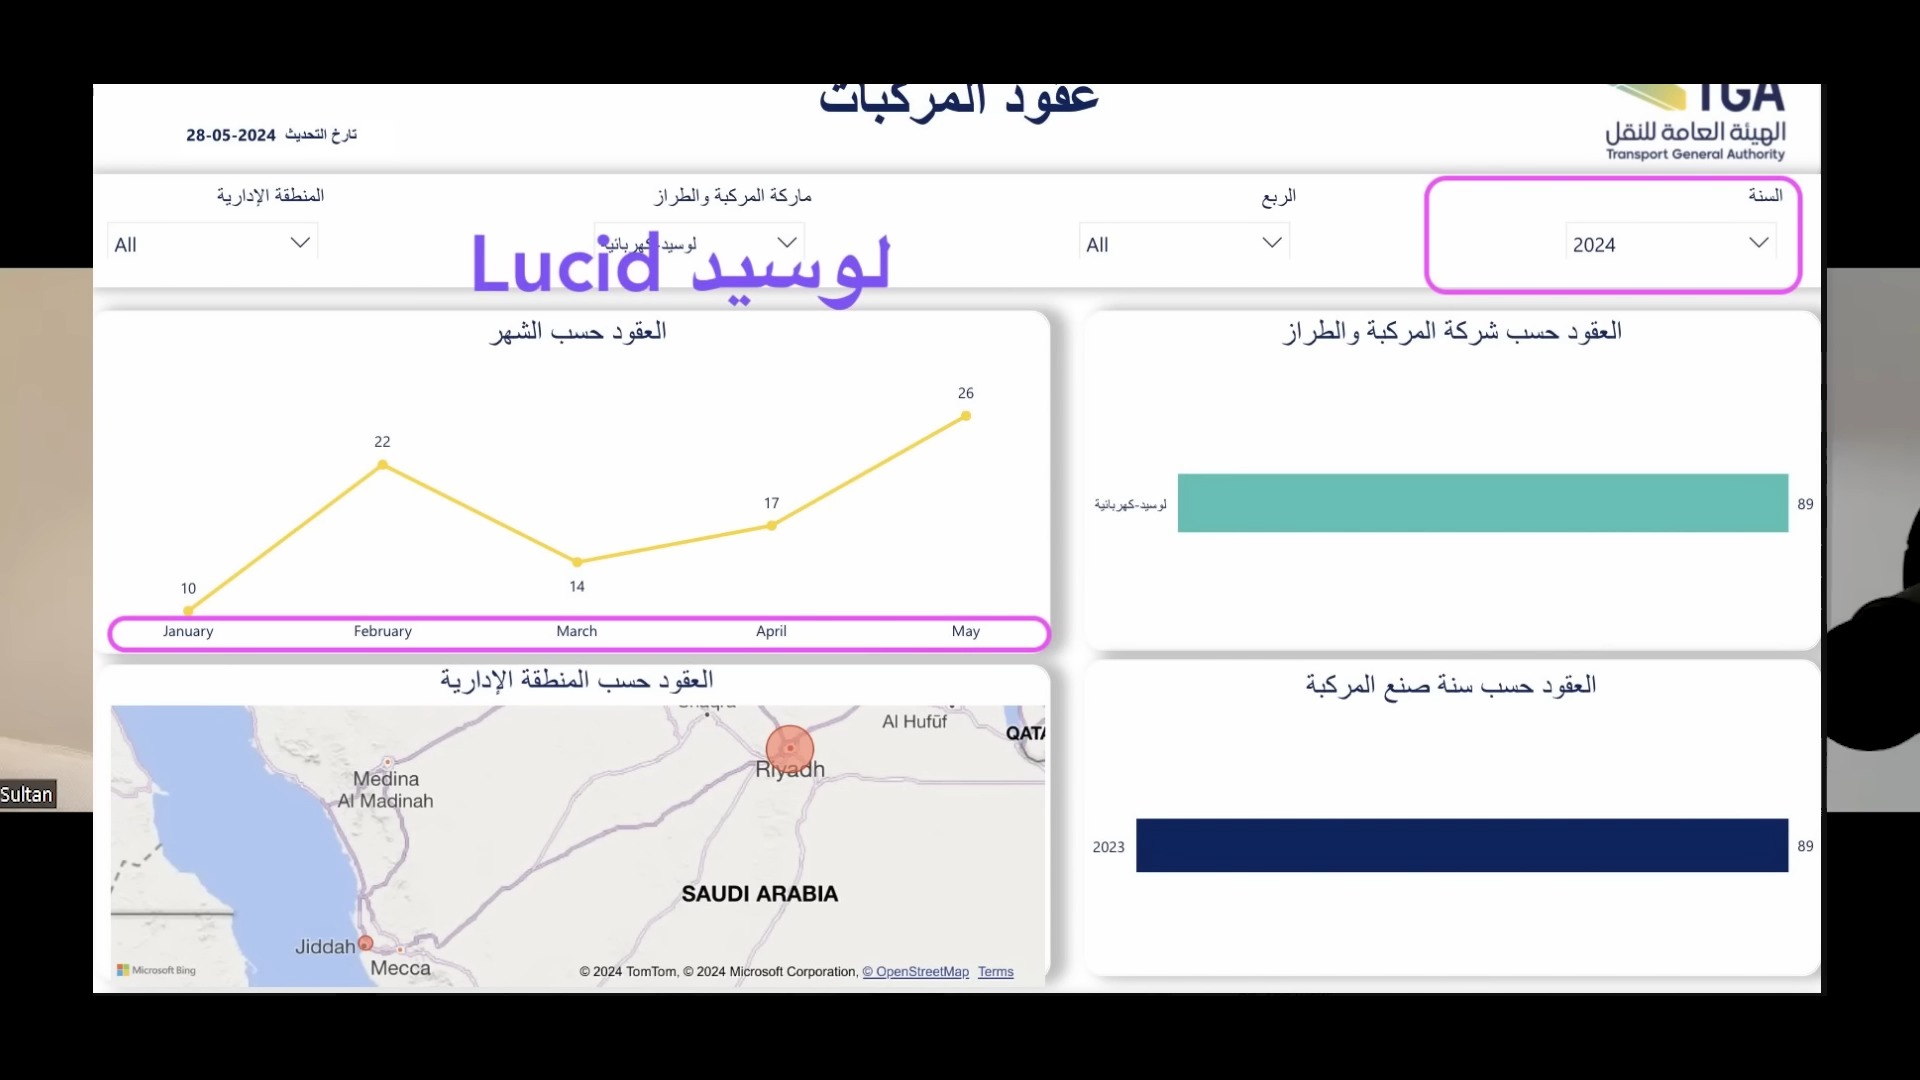 عقود المركبات
TGA
الهيئة العامة للنقل
Transport General Authority
تارخ التحديث 28-05-2024
السنة
2024
الربع
All
ماركة المركبة والطراز
لوسيد-كهربائية
المنطقة الإدارية
All
لوسيد Lucid
العقود حسب شركة المركبة والطراز
لوسيد-كهربائية
89
العقود حسب الشهر
10
22
14
17
26
January February March April May
العقود حسب سنة صنع المركبة
2023
89
العقود حسب المنطقة الإدارية
Al Hufūf
QATA
Riyadh
Medina
Al Madinah
SAUDI ARABIA
Jiddah
Mecca
Microsoft Bing
© 2024 TomTom, © 2024 Microsoft Corporation, © OpenStreetMap Terms
Sultan